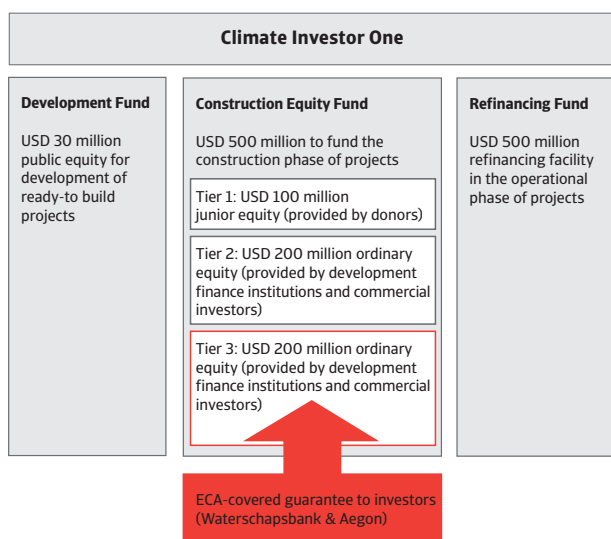 Climate Investor One
Development Fund
USD 30 million
public equity for
development of
ready-to build
projects
Construction Equity Fund
USD 500 million to fund the
construction phase of projects
Tier 1: USD 100 million
junior equity (provided by donors)
Tier 2: USD 200 million ordinary
equity (provided by development
finance institutions and commercial
investors)
Tier 3: USD 200 million ordinary
equity (provided by development
finance institutions and commercial
investors)
ECA-covered guarantee to investors
(Waterschapsbank & Aegon)
Refinancing Fund
USD 500 million
refinancing facility
in the operational
phase of projects